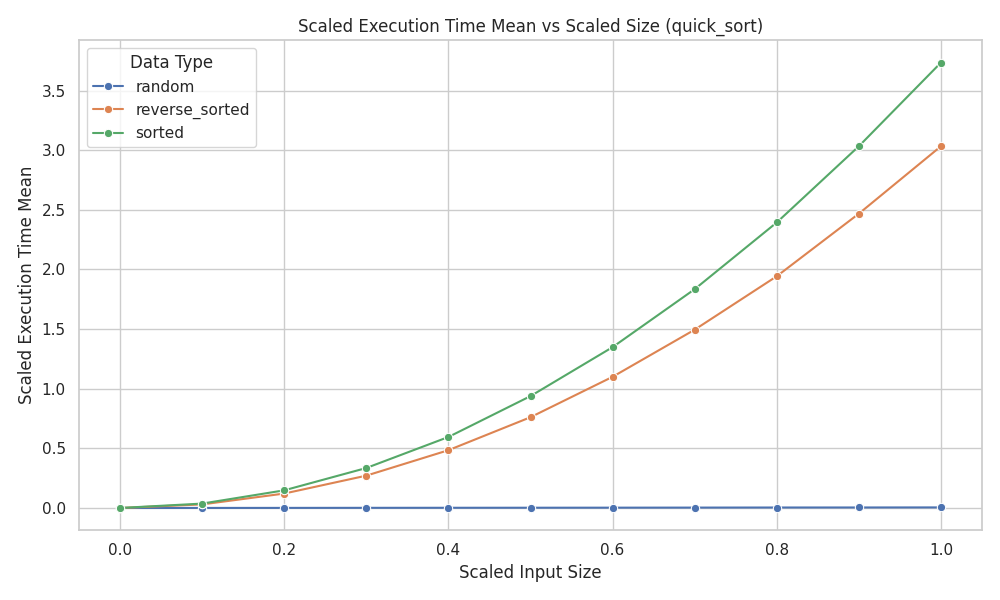 Scaled Execution Time Mean vs Scaled Size (quick_sort)
Data Type
random
reverse_sorted
sorted
Scaled Execution Time Mean
3.5
3.0
2.5
2.0
1.5
1.0
0.5
0.0
0.0 0.2 0.4 0.6 0.8 1.0
Scaled Input Size